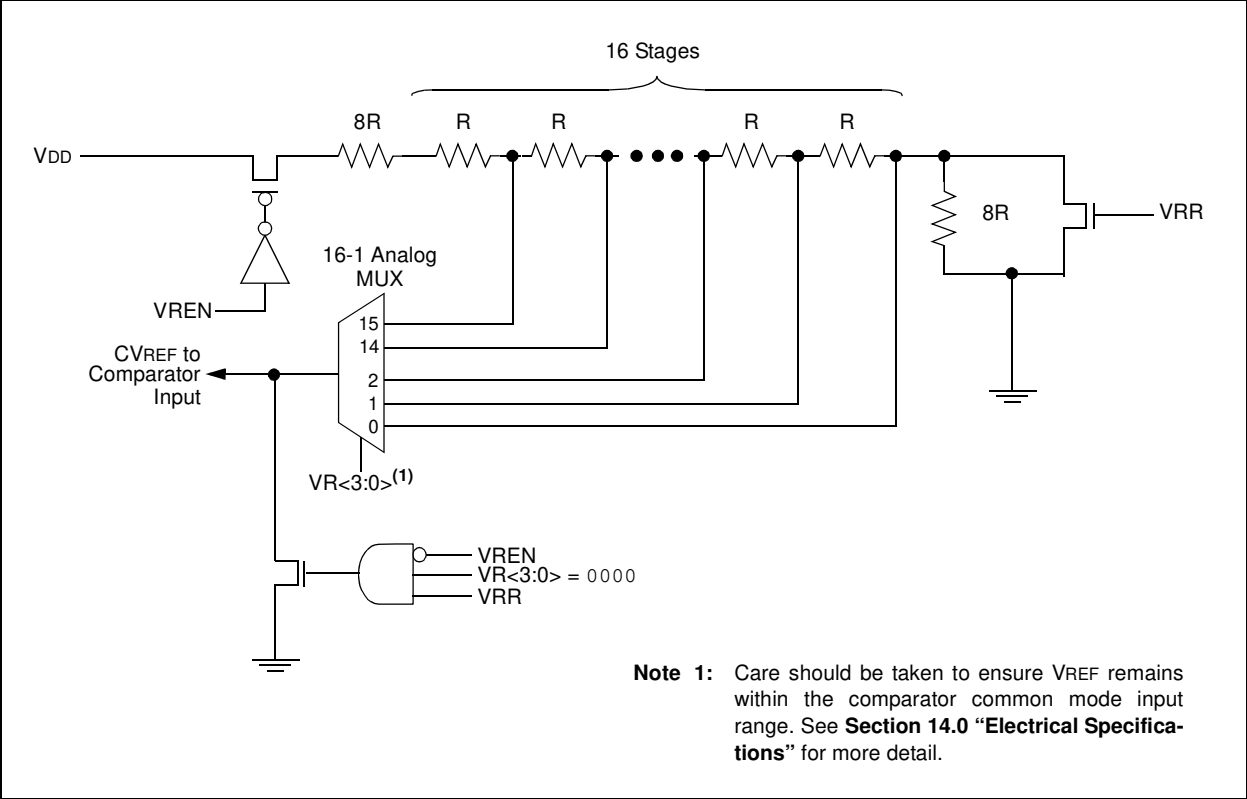 16 Stages
8R R R R R
VDD
8R
VRR
16-1 Analog
MUX
VREN
15
14
2
1
0
CVREF to
Comparator
Input
VR<3:0>(1)
VREN
VR<3:0> = 0000
VRR
Note 1: Care should be taken to ensure VREF remains
within the comparator common mode input
range. See Section 14.0 “Electrical Specifica-
tions” for more detail.